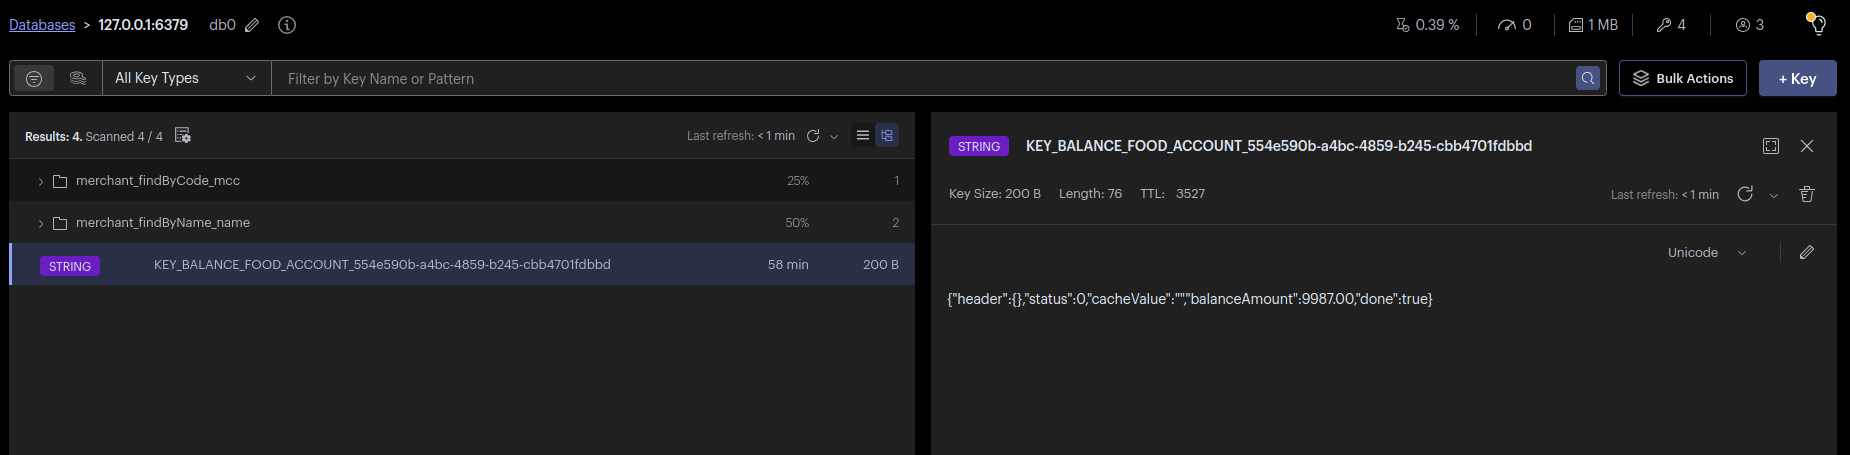 Databases > 127.0.0.1:6379 db0 0.39 % 0 1 MB 4 3
All Key Types Filter by Key Name or Pattern Bulk Actions + Key
Results: 4. Scanned 4 / 4 Last refresh: < 1 min
merchant_findByCode_mcc 25% 1
merchant_findByName_name 50% 2
STRING KEY_BALANCE_FOOD_ACCOUNT_554e590b-a4bc-4859-b245-cbb4701fdbbd 58 min 200 B
STRING KEY_BALANCE_FOOD_ACCOUNT_554e590b-a4bc-4859-b245-cbb4701fdbbd
Key Size: 200 B Length: 76 TTL: 3527 Last refresh: < 1 min
Unicode
{"header":{},"status":0,"cacheValue":"","balanceAmount":9987.00,"done":true}